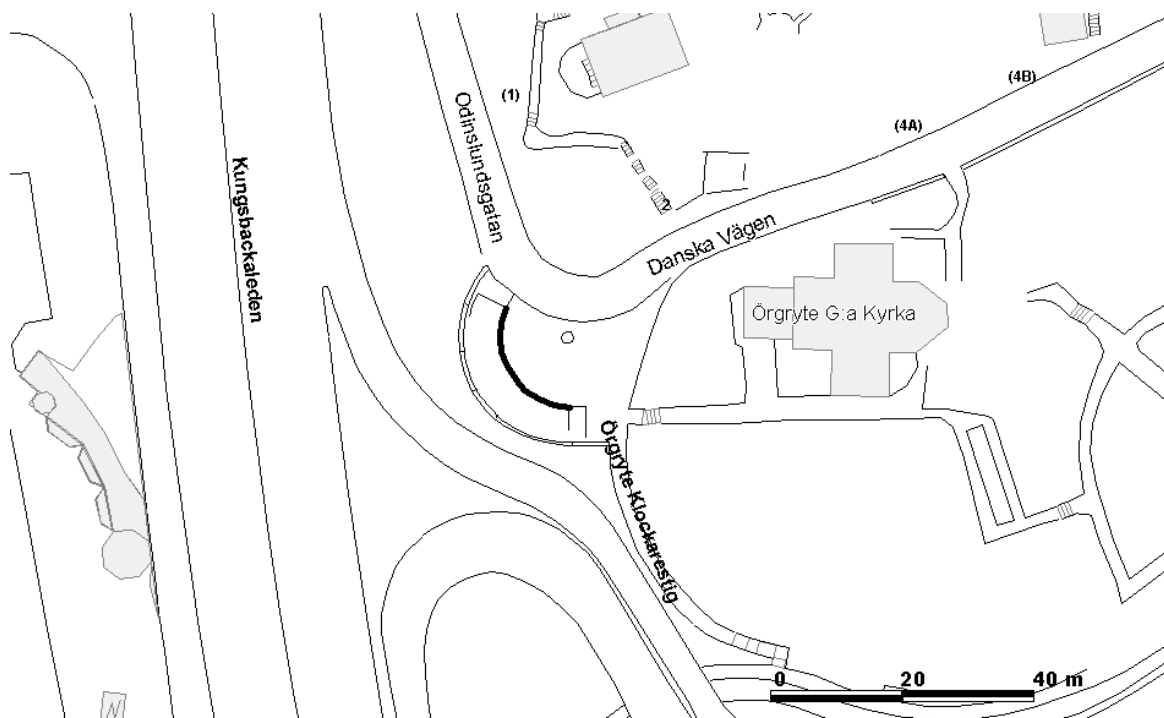 (1)
(4B)
(4A)
Odinslundsgatan
Kungsbackaleden
Danska Vägen
Örgryte G:a Kyrka
Örgryte Klockarestig
0 20 40 m
N